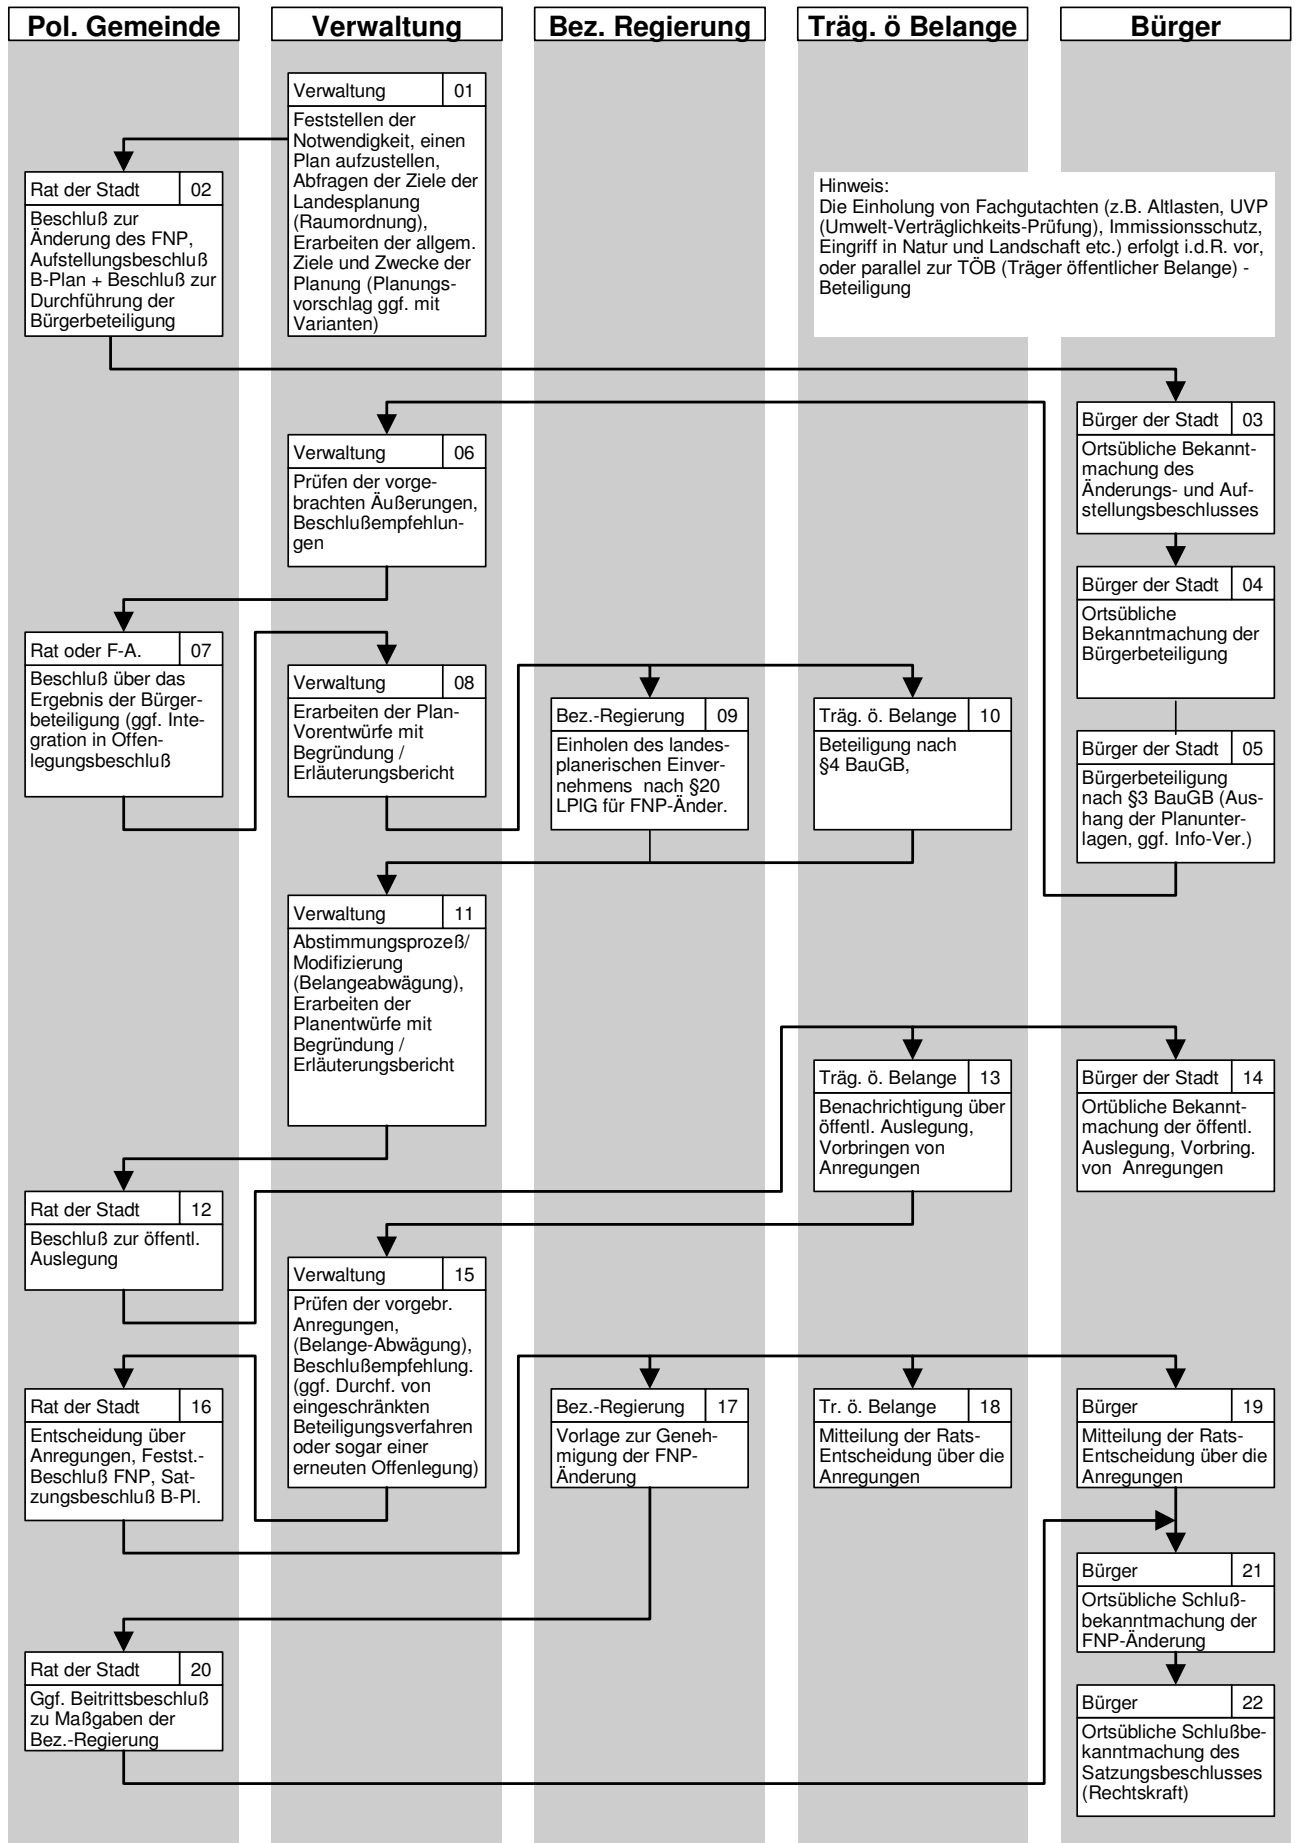 Pol. Gemeinde
Verwaltung
Bez. Regierung
Träg. ö Belange
Bürger
Verwaltung 01
Feststellen der
Notwendigkeit, einen
Plan aufzustellen,
Abfragen der Ziele der
Landesplanung
(Raumordnung),
Erarbeiten der allgem.
Ziele und Zwecke der
Planung (Planungs-
vorschlag ggf. mit
Varianten)
Rat der Stadt 02
Beschluß zur
Änderung des FNP,
Aufstellungsbeschluß
B-Plan + Beschluß zur
Durchführung der
Bürgerbeteiligung
Hinweis:
Die Einholung von Fachgutachten (z.B. Altlasten, UVP
(Umwelt-Verträglichkeits-Prüfung), Immissionsschutz,
Eingriff in Natur und Landschaft etc.) erfolgt i.d.R. vor,
oder parallel zur TÖB (Träger öffentlicher Belange) -
Beteiligung
Bürger der Stadt 03
Ortsübliche Bekannt-
machung des
Änderungs- und Auf-
stellungsbeschlusses
Bürger der Stadt 04
Ortsübliche
Bekanntmachung der
Bürgerbeteiligung
Bürger der Stadt 05
Bürgerbeteiligung
nach §3 BauGB (Aus-
hang der Planunter-
lagen, ggf. Info-Ver.)
Verwaltung 06
Prüfen der vorge-
brachten Äußerungen,
Beschlußempfehlun-
gen
Rat oder F-A. 07
Beschluß über das
Ergebnis der Bürger-
beteiligung (ggf. Inte-
gration in Offen-
legungsbeschluß
Verwaltung 08
Erarbeiten der Plan-
Vorentwürfe mit
Begründung /
Erläuterungsbericht
Bez.-Regierung 09
Einholen des landes-
planerischen Einver-
nehmens nach §20
LPlG für FNP-Änder.
Träg. ö. Belange 10
Beteiligung nach
§4 BauGB,
Verwaltung 11
Abstimmungsprozeß/
Modifizierung
(Belangeabwägung),
Erarbeiten der
Planentwürfe mit
Begründung /
Erläuterungsbericht
Rat der Stadt 12
Beschluß zur öffentl.
Auslegung
Träg. ö. Belange 13
Benachrichtigung über
öffentl. Auslegung,
Vorbringen von
Anregungen
Bürger der Stadt 14
Ortübliche Bekannt-
machung der öffentl.
Auslegung, Vorbring.
von Anregungen
Verwaltung 15
Prüfen der vorgebr.
Anregungen,
(Belange-Abwägung),
Beschlußempfehlung.
(ggf. Durchf. von
eingeschränkten
Beteiligungsverfahren
oder sogar einer
erneuten Offenlegung)
Rat der Stadt 16
Entscheidung über
Anregungen, Festst.-
Beschluß FNP, Sat-
zungsbeschluß B-Pl.
Bez.-Regierung 17
Vorlage zur Geneh-
migung der FNP-
Änderung
Tr. ö. Belange 18
Mitteilung der Rats-
Entscheidung über die
Anregungen
Bürger 19
Mitteilung der Rats-
Entscheidung über die
Anregungen
Rat der Stadt 20
Ggf. Beitrittsbeschluß
zu Maßgaben der
Bez.-Regierung
Bürger 21
Ortsübliche Schluß-
bekanntmachung der
FNP-Änderung
Bürger 22
Ortsübliche Schlußbe-
kanntmachung des
Satzungsbeschlusses
(Rechtskraft)